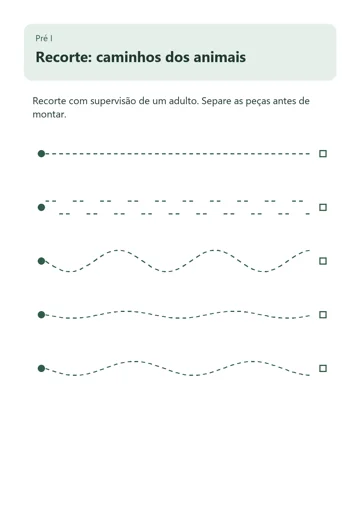 Pré I
Recorte: caminhos dos animais
Recorte com supervisão de um adulto. Separe as peças antes de
montar.